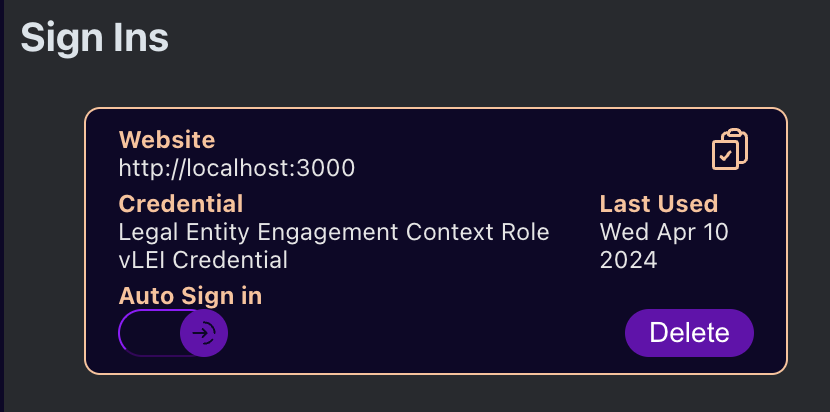 Sign Ins
Website
http://localhost:3000
Credential
Legal Entity Engagement Context Role
vLEI Credential
Last Used
Wed Apr 10
2024
Auto Sign in
Delete